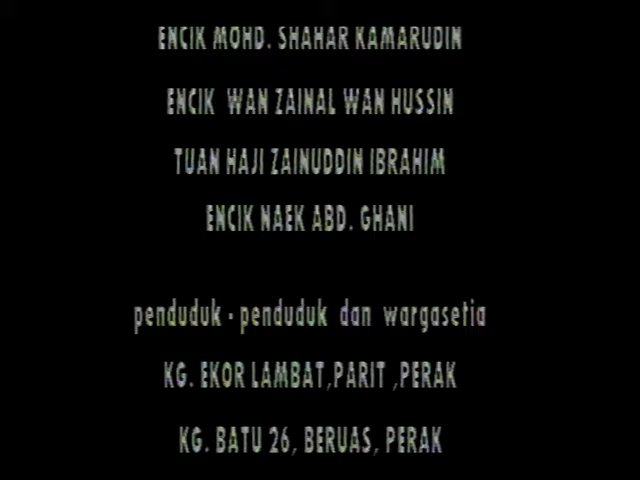 ENCIK MOHD. SHAHAR KAMARUDIN
ENCIK WAN ZAINAL WAN HUSSIN
TUAN HAJI ZAINUDDIN IBRAHIM
ENCIK NAEK ABD. GHANI
penduduk - penduduk dan wargasetia
KG. EKOR LAMBAT,PARIT ,PERAK
KG. BATU 26, BERUAS, PERAK